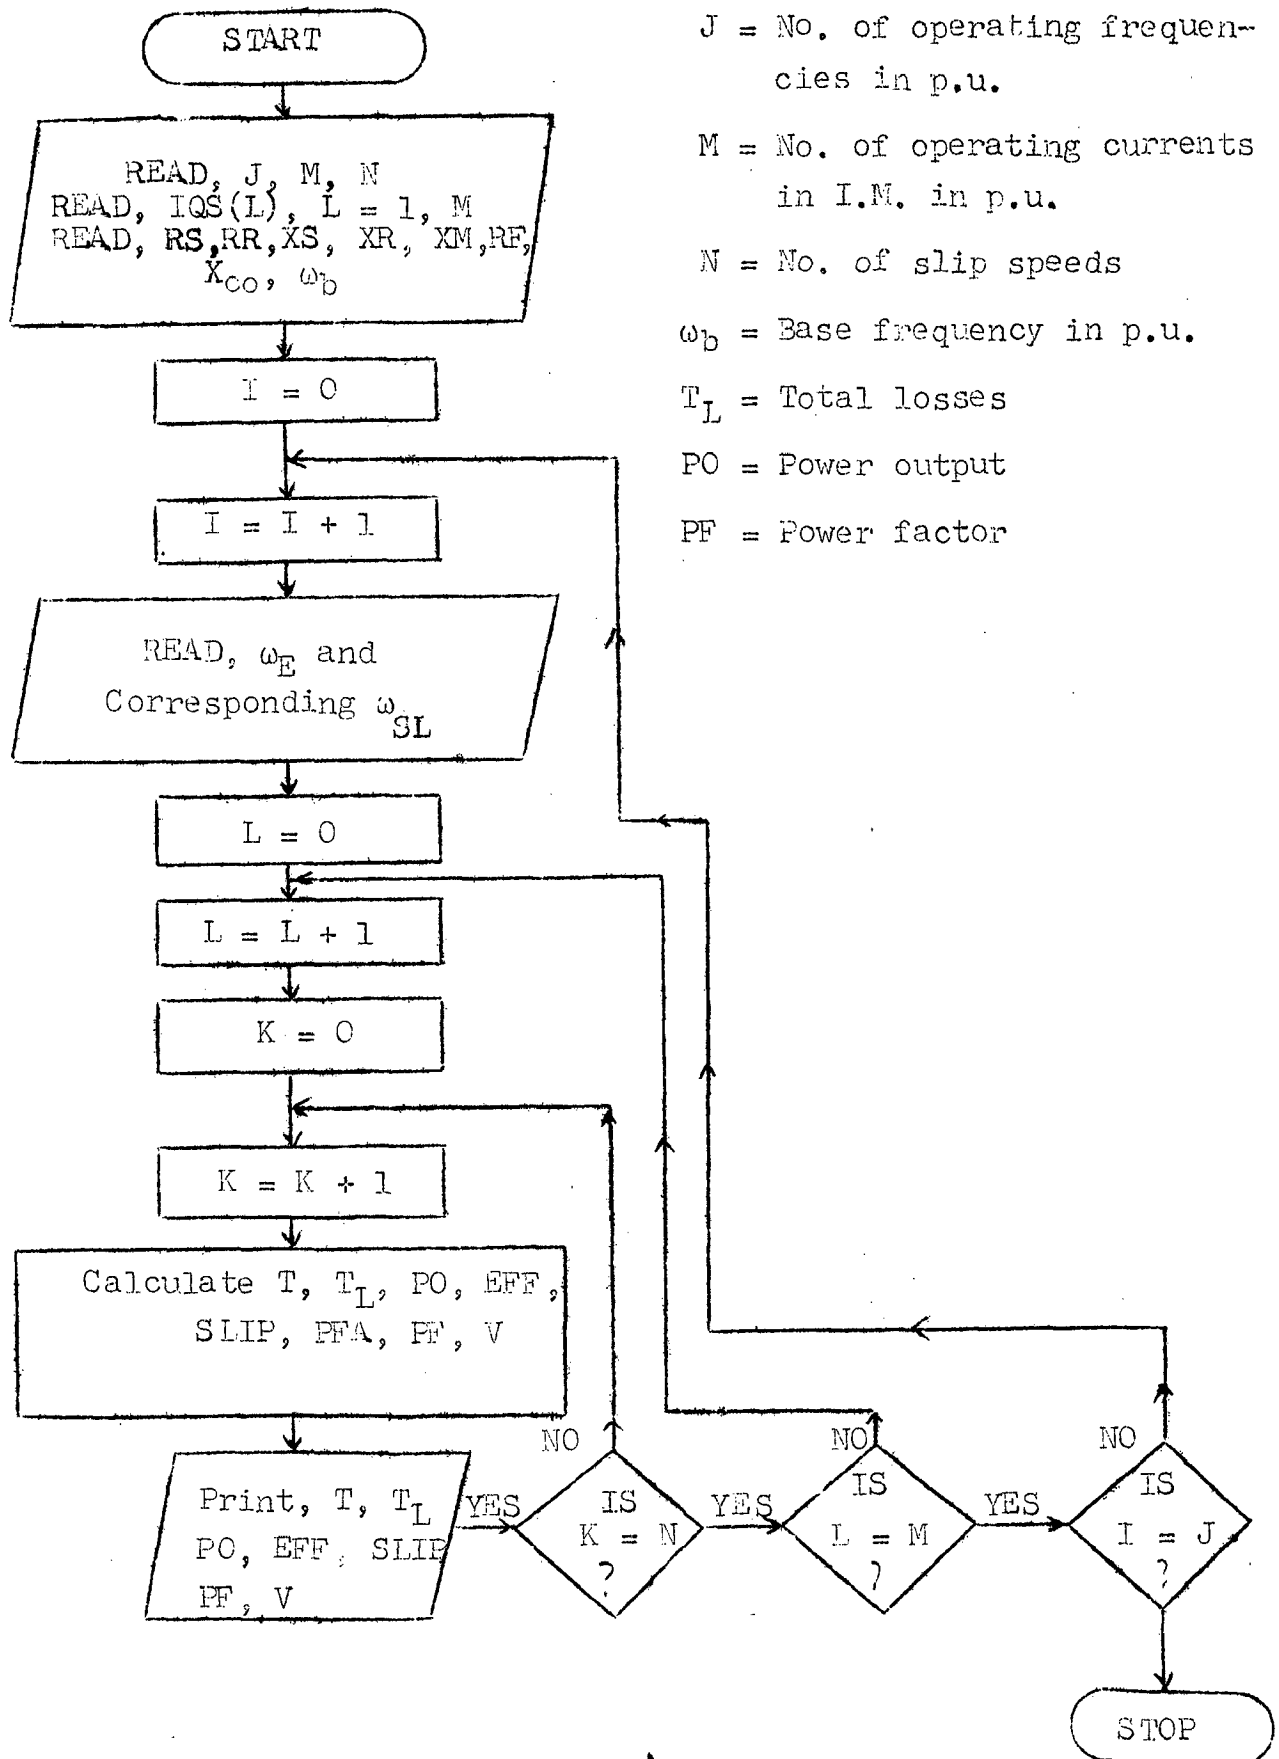 START
READ, J, M, N
READ, IQS(L), L = 1, M
READ, RS,RR,XS, XR, XM,RF,
X_CO, ω_b
I = 0
I = I + 1
READ, ω_E and
Corresponding ω_SL
L = 0
L = L + 1
K = 0
K = K + 1
Calculate T, T_L, PO, EFF,
SLIP, PFA, PF, V
Print, T, T_L
PO, EFF, SLIP
PF, V
YES
NO
IS
K = N
?
YES
NO
IS
L = M
?
YES
NO
IS
I = J
?
STOP
J = No. of operating frequen-
cies in p.u.
M = No. of operating currents
in I.M. in p.u.
N = No. of slip speeds
ω_b = Base frequency in p.u.
T_L = Total losses
PO = Power output
PF = Power factor